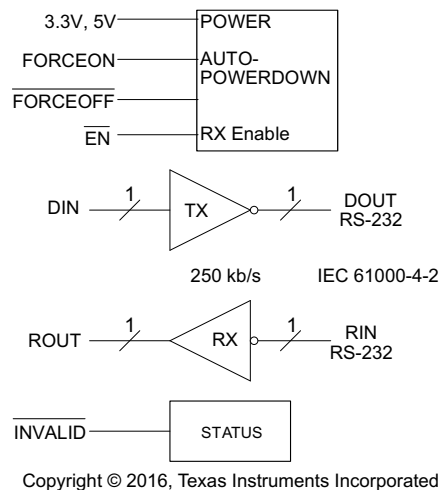 3.3V, 5V
POWER
FORCEON
AUTO-
POWERDOWN
FORCEOFF
EN
RX Enable
DIN
1
TX
1
DOUT
RS-232
250 kb/s
IEC 61000-4-2
ROUT
1
RX
1
RIN
RS-232
INVALID
STATUS
Copyright © 2016, Texas Instruments Incorporated